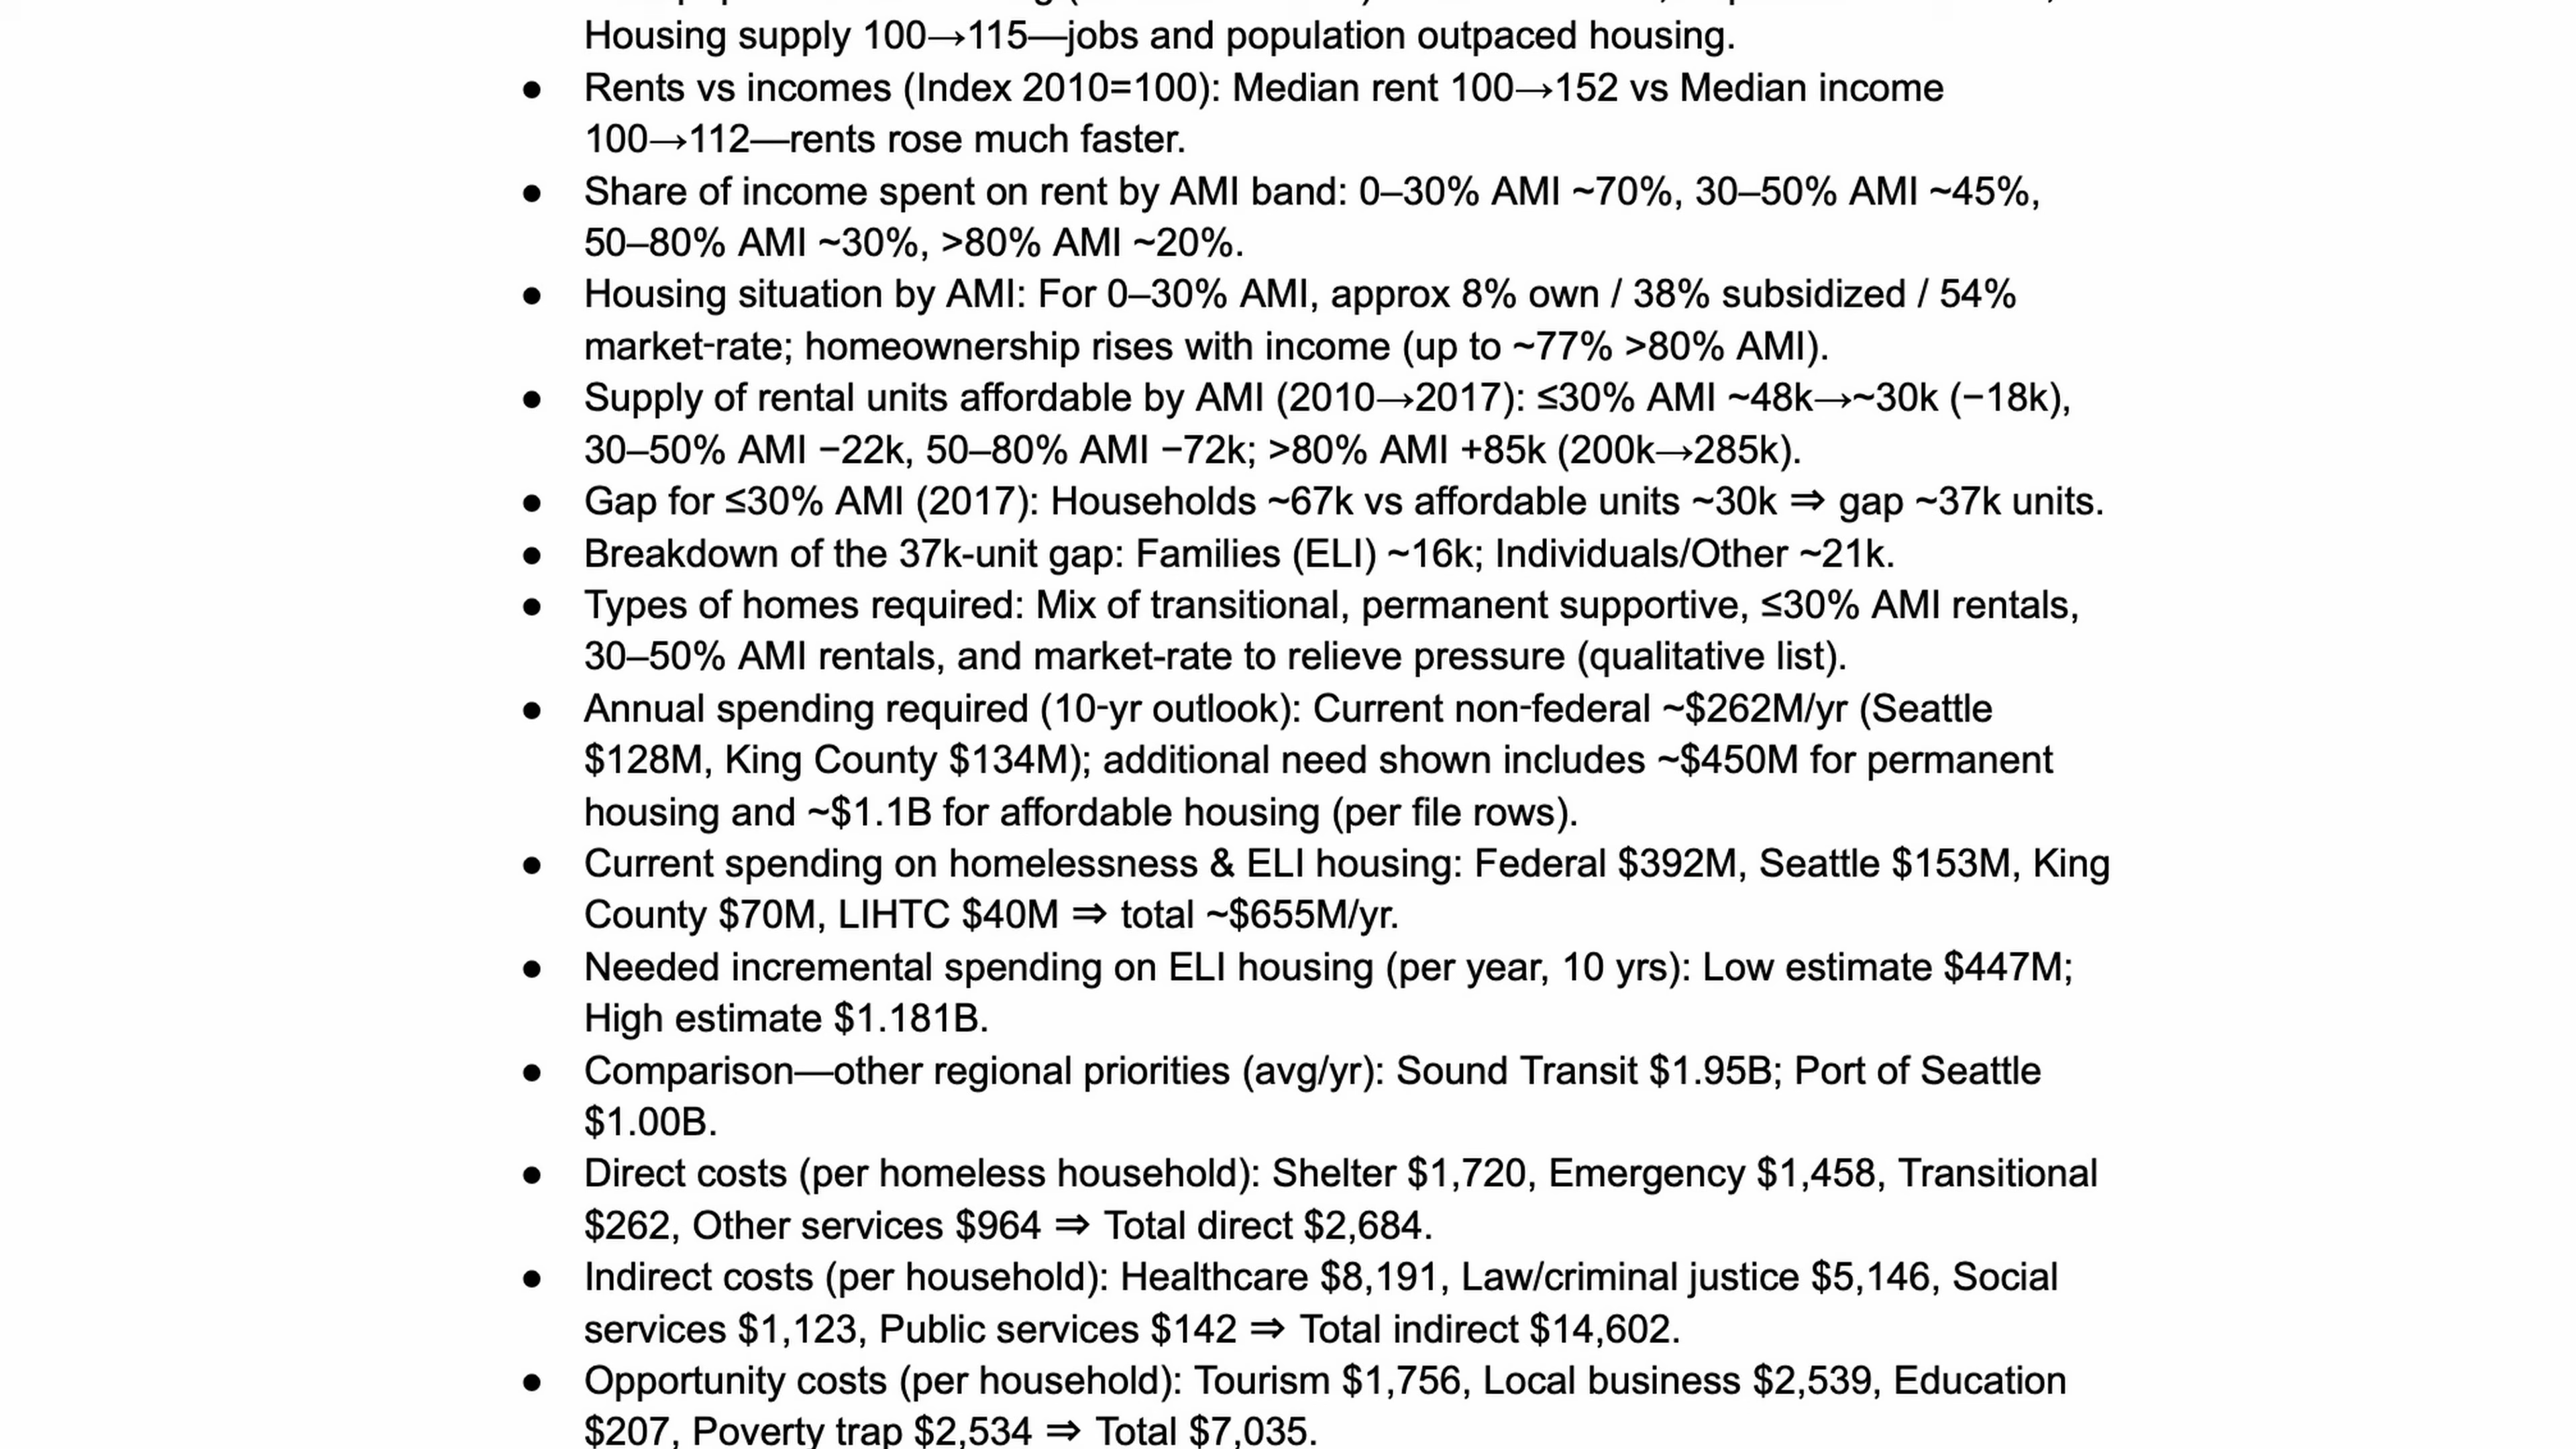 Housing supply 100→115—jobs and population outpaced housing.
● Rents vs incomes (Index 2010=100): Median rent 100→152 vs Median income
100→112—rents rose much faster.
● Share of income spent on rent by AMI band: 0–30% AMI ~70%, 30–50% AMI ~45%,
50–80% AMI ~30%, >80% AMI ~20%.
● Housing situation by AMI: For 0–30% AMI, approx 8% own / 38% subsidized / 54%
market-rate; homeownership rises with income (up to ~77% >80% AMI).
● Supply of rental units affordable by AMI (2010→2017): ≤30% AMI ~48k→~30k (−18k),
30–50% AMI −22k, 50–80% AMI −72k; >80% AMI +85k (200k→285k).
● Gap for ≤30% AMI (2017): Households ~67k vs affordable units ~30k ⇒ gap ~37k units.
● Breakdown of the 37k-unit gap: Families (ELI) ~16k; Individuals/Other ~21k.
● Types of homes required: Mix of transitional, permanent supportive, ≤30% AMI rentals,
30–50% AMI rentals, and market-rate to relieve pressure (qualitative list).
● Annual spending required (10-yr outlook): Current non-federal ~$262M/yr (Seattle
$128M, King County $134M); additional need shown includes ~$450M for permanent
housing and ~$1.1B for affordable housing (per file rows).
● Current spending on homelessness & ELI housing: Federal $392M, Seattle $153M, King
County $70M, LIHTC $40M ⇒ total ~$655M/yr.
● Needed incremental spending on ELI housing (per year, 10 yrs): Low estimate $447M;
High estimate $1.181B.
● Comparison—other regional priorities (avg/yr): Sound Transit $1.95B; Port of Seattle
$1.00B.
● Direct costs (per homeless household): Shelter $1,720, Emergency $1,458, Transitional
$262, Other services $964 ⇒ Total direct $2,684.
● Indirect costs (per household): Healthcare $8,191, Law/criminal justice $5,146, Social
services $1,123, Public services $142 ⇒ Total indirect $14,602.
● Opportunity costs (per household): Tourism $1,756, Local business $2,539, Education
$207, Poverty trap $2,534 ⇒ Total $7,035.